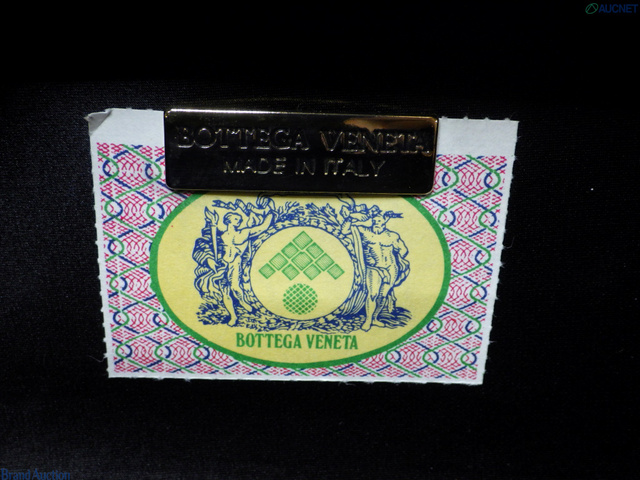 AUCNET
BOTTEGA VENETA
MADE IN ITALY
BOTTEGA VENETA
Brand Auction